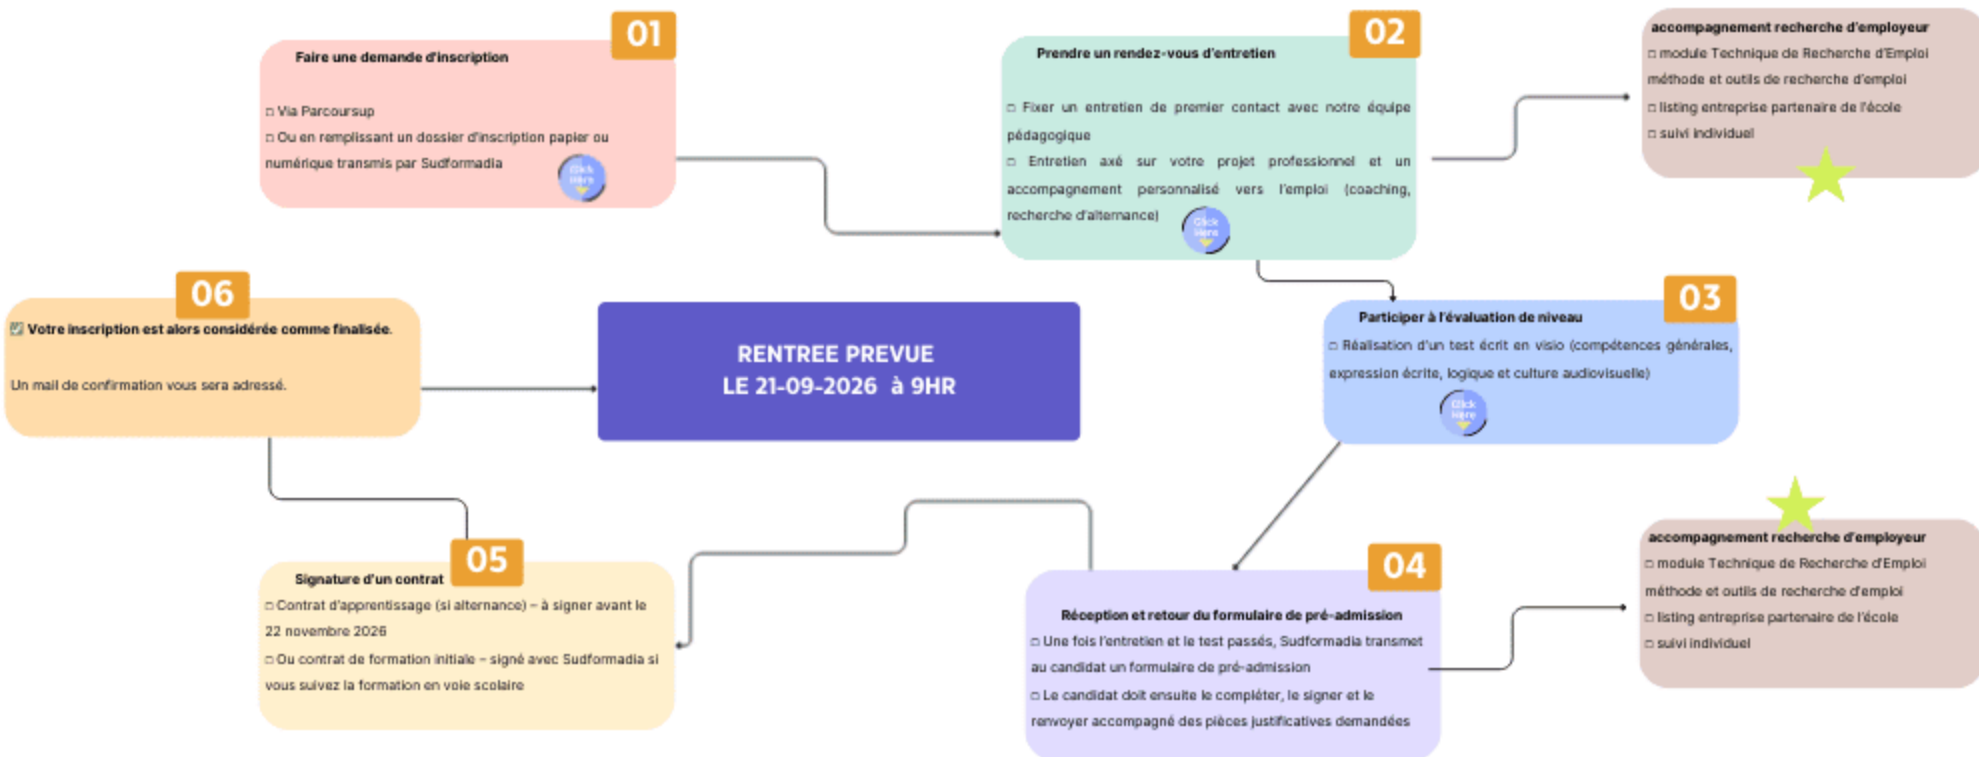 01
Faire une demande d'inscription
□ Via Parcoursup
□ Ou en remplissant un dossier d'inscription papier ou
numérique transmis par Sudformadia
Click
Here
02
Prendre un rendez-vous d'entretien
□ Fixer un entretien de premier contact avec notre équipe
pédagogique
□ Entretien axé sur votre projet professionnel et un
accompagnement personnalisé vers l'emploi (coaching,
recherche d'alternance)
Click
Here
accompagnement recherche d'employeur
□ module Technique de Recherche d'Emploi
méthode et outils de recherche d'emploi
□ listing entreprise partenaire de l'école
□ suivi individuel
03
Participer à l'évaluation de niveau
□ Réalisation d'un test écrit en visio (compétences générales,
expression écrite, logique et culture audiovisuelle)
Click
Here
04
Réception et retour du formulaire de pré-admission
□ Une fois l'entretien et le test passés, Sudformadia transmet
au candidat un formulaire de pré-admission
□ Le candidat doit ensuite le compléter, le signer et le
renvoyer accompagné des pièces justificatives demandées
accompagnement recherche d'employeur
□ module Technique de Recherche d'Emploi
méthode et outils de recherche d'emploi
□ listing entreprise partenaire de l'école
□ suivi individuel
05
Signature d'un contrat
□ Contrat d'apprentissage (si alternance) – à signer avant le
22 novembre 2026
□ Ou contrat de formation initiale – signé avec Sudformadia si
vous suivez la formation en voie scolaire
06
☑ Votre inscription est alors considérée comme finalisée.
Un mail de confirmation vous sera adressé.
RENTREE PREVUE
LE 21-09-2026 à 9HR